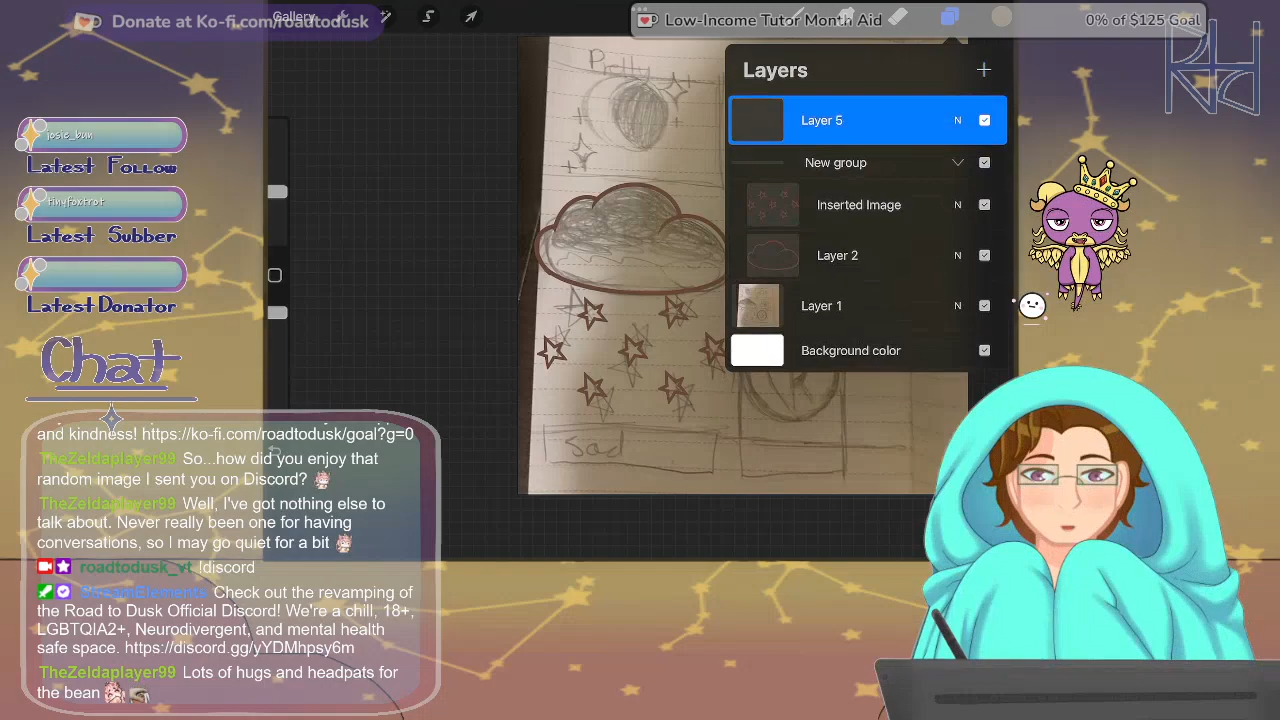 Donate at Ko-fi.com/roadtodusk
Gallery
Low-Income Tutor Month Aid
0% of $125 Goal
josie_bun
Latest Follow
tinyfoxtrot
Latest Subber
Latest Donator
Chat
and kindness! https://ko-fi.com/roadtodusk/goal?g=0
TheZeldaplayer99 So...how did you enjoy that
random image I sent you on Discord?
TheZeldaplayer99 Well, I've got nothing else to
talk about. Never really been one for having
conversations, so I may go quiet for a bit
roadtodusk_vt !discord
StreamElements Check out the revamping of
the Road to Dusk Official Discord! We're a chill, 18+,
LGBTQIA2+, Neurodivergent, and mental health
safe space. https://discord.gg/yYDMhpsy6m
TheZeldaplayer99 Lots of hugs and headpats for
the bean
Pretty
Sad
Layers
Layer 5
N
New group
Inserted Image
N
Layer 2
N
Layer 1
N
Background color